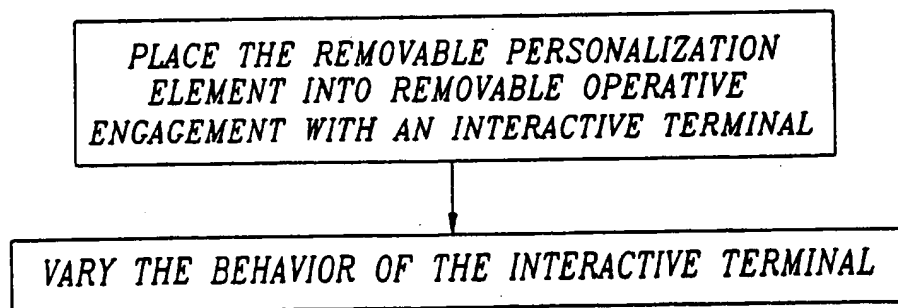 PLACE THE REMOVABLE PERSONALIZATION
ELEMENT INTO REMOVABLE OPERATIVE
ENGAGEMENT WITH AN INTERACTIVE TERMINAL
VARY THE BEHAVIOR OF THE INTERACTIVE TERMINAL